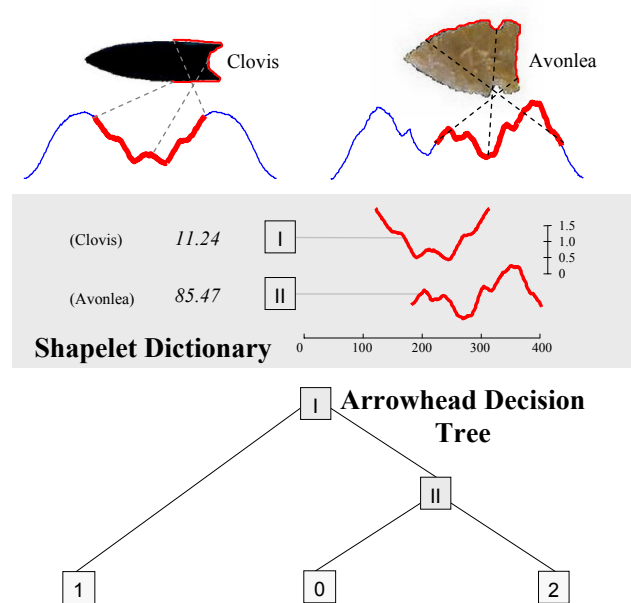 Clovis
Avonlea
(Clovis) 11.24 I
1.5
1.0
0.5
0
(Avonlea) 85.47 II
Shapelet Dictionary
0 100 200 300 400
I
Arrowhead Decision
Tree
II
1 0 2